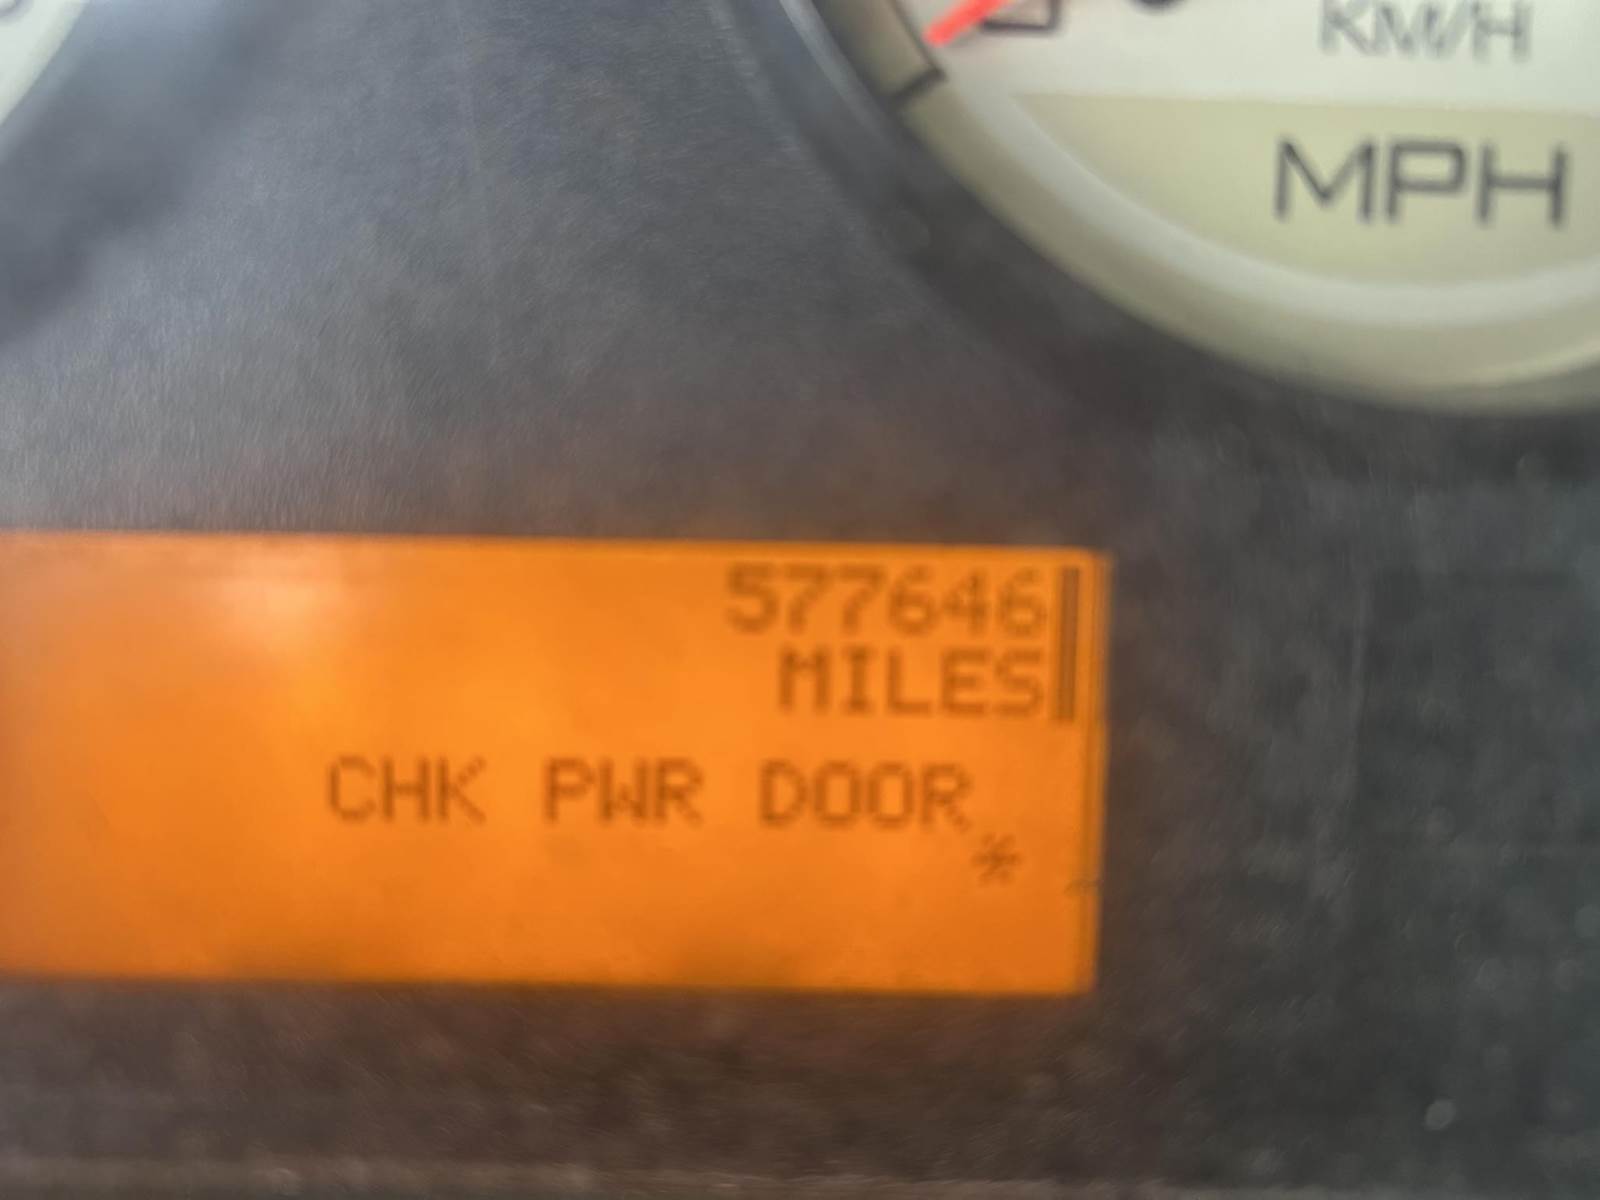 KM/H
MPH
577646
MILES
CHK PWR DOOR
*